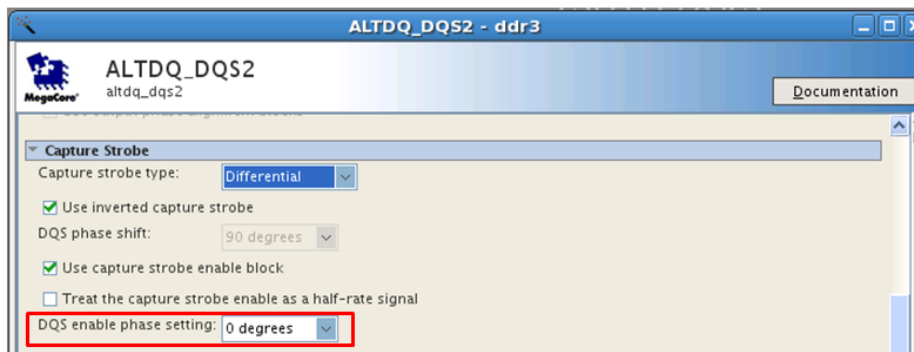 ALTDQ_DQS2 - ddr3
ALTDQ_DQS2
altdq_dqs2
MegaCore®
Documentation
Capture Strobe
Capture strobe type: Differential
Use inverted capture strobe
DQS phase shift: 90 degrees
Use capture strobe enable block
Treat the capture strobe enable as a half-rate signal
DQS enable phase setting: 0 degrees